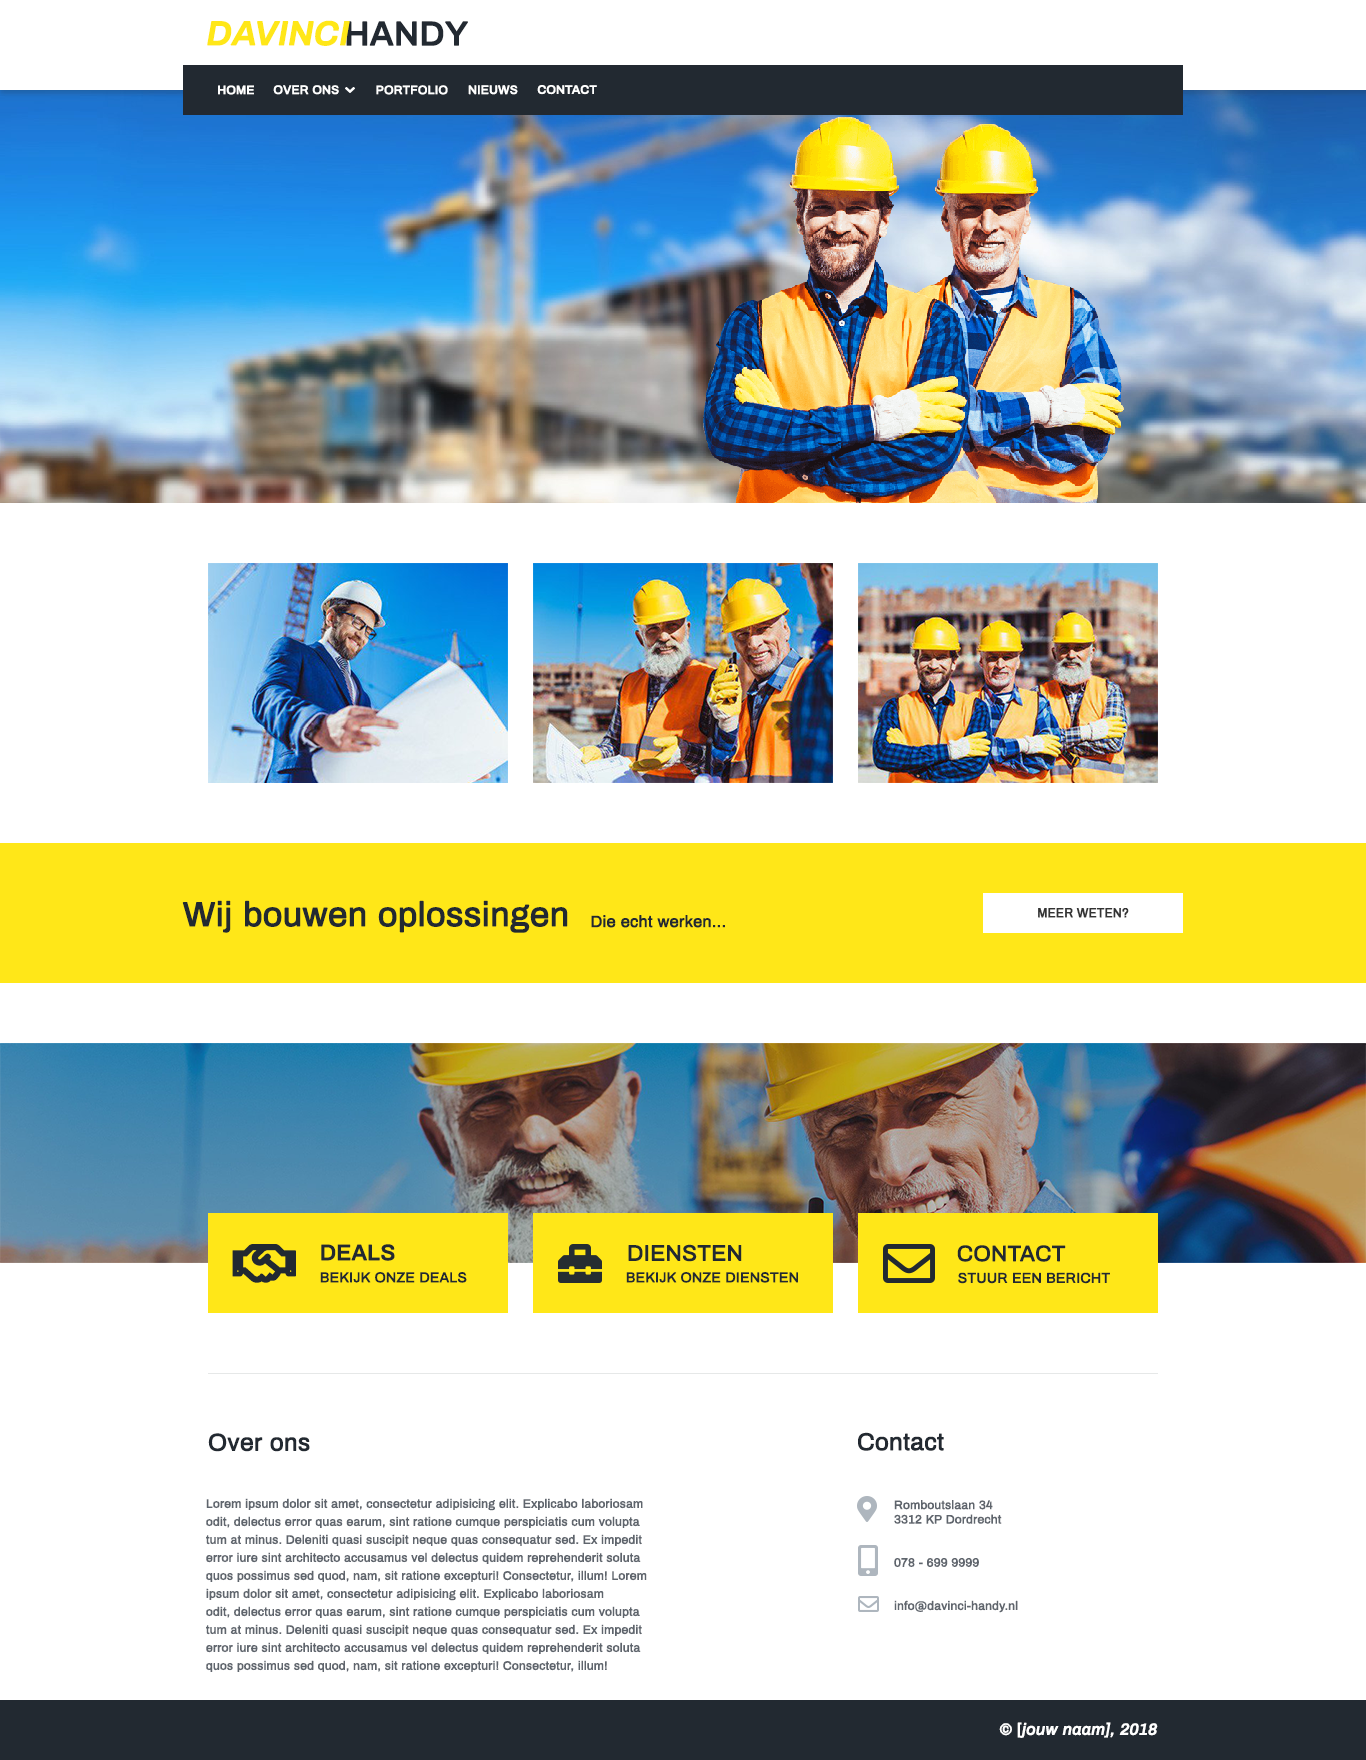 DAVINCIHANDY
HOME OVER ONS PORTFOLIO NIEUWS CONTACT
Wij bouwen oplossingen Die echt werken...
MEER WETEN?
DEALS
BEKIJK ONZE DEALS
DIENSTEN
BEKIJK ONZE DIENSTEN
CONTACT
STUUR EEN BERICHT
Over ons
Lorem ipsum dolor sit amet, consectetur adipisicing elit. Explicabo laboriosam
odit, delectus error quas earum, sint ratione cumque perspiciatis cum volupta
tum at minus. Deleniti quasi suscipit neque quas consequatur sed. Ex impedit
error iure sint architecto accusamus vel delectus quidem reprehenderit soluta
quos possimus sed quod, nam, sit ratione excepturi! Consectetur, illum! Lorem
ipsum dolor sit amet, consectetur adipisicing elit. Explicabo laboriosam
odit, delectus error quas earum, sint ratione cumque perspiciatis cum volupta
tum at minus. Deleniti quasi suscipit neque quas consequatur sed. Ex impedit
error iure sint architecto accusamus vel delectus quidem reprehenderit soluta
quos possimus sed quod, nam, sit ratione excepturi! Consectetur, illum!
Contact
Romboutslaan 34
3312 KP Dordrecht
078 - 699 9999
info@davinci-handy.nl
© [jouw naam], 2018